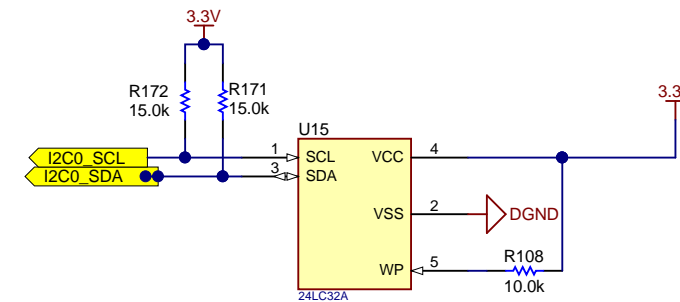 3.3V
R172
15.0k
R171
15.0k
3.3
U15
I2C0_SCL
1
SCL
VCC
4
I2C0_SDA
3
SDA
VSS
2
DGND
WP
5
R108
10.0k
24LC32A